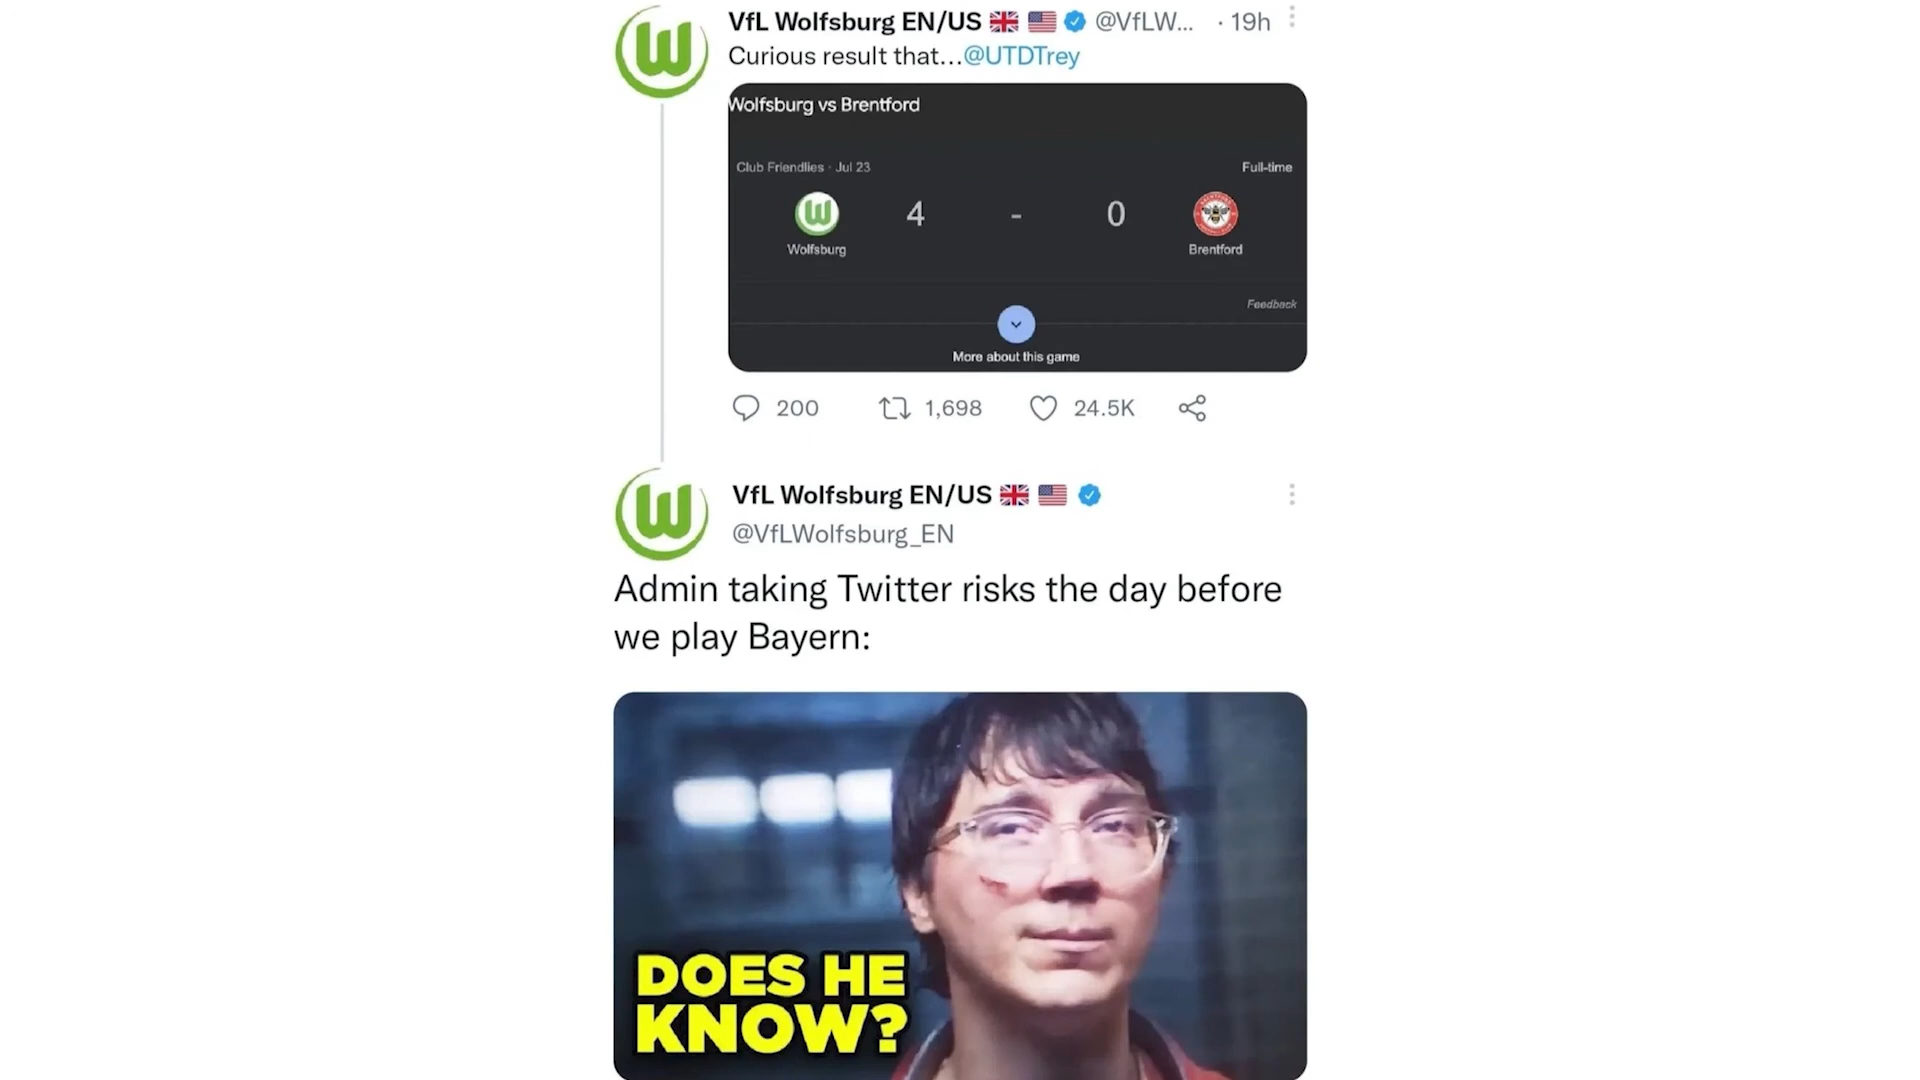 VfL Wolfsburg EN/US 🇬🇧 🇺🇸 @VfLW... · 19h
Curious result that...@UTDTrey
Wolfsburg vs Brentford
Club Friendlies · Jul 23
Full-time
4 - 0
Wolfsburg
Brentford
Feedback
More about this game
200 1,698 24.5K
VfL Wolfsburg EN/US 🇬🇧 🇺🇸
@VfLWolfsburg_EN
Admin taking Twitter risks the day before
we play Bayern:
DOES HE
KNOW?